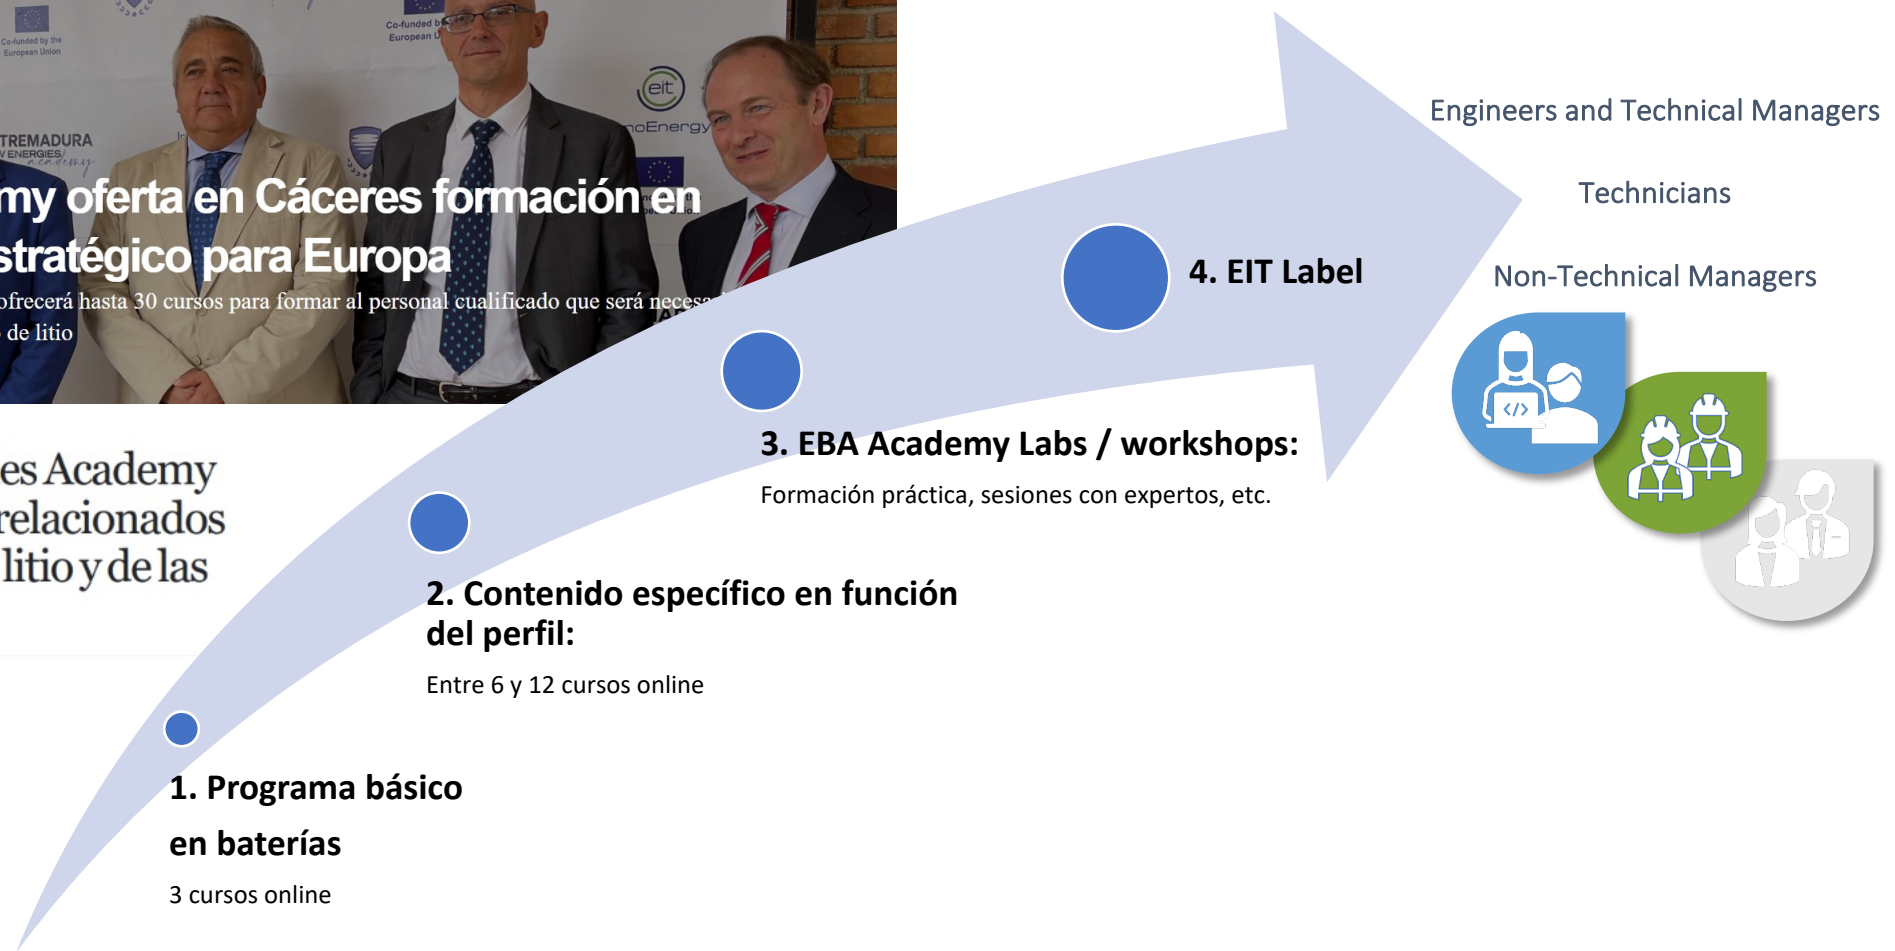 Co-funded by the
European Union
Co-funded by
European
eit
noEnergy
TREMADURA
W ENERGIES
academy
my oferta en Cáceres formación en
stratégico para Europa
ofrecerá hasta 30 cursos para formar al personal cualificado que será neces
de litio
es Academy
relacionados
litio y de las
1. Programa básico
en baterías
3 cursos online
2. Contenido específico en función
del perfil:
Entre 6 y 12 cursos online
3. EBA Academy Labs / workshops:
Formación práctica, sesiones con expertos, etc.
4. EIT Label
Engineers and Technical Managers
Technicians
Non-Technical Managers